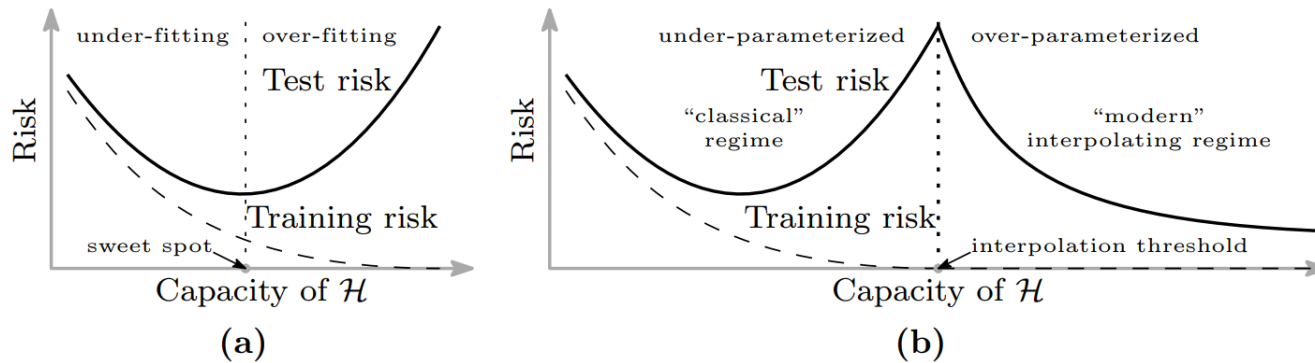 under-fitting
over-fitting
Test risk
Risk
Training risk
sweet spot
Capacity of ℋ
(a)
under-parameterized
over-parameterized
Test risk
“classical”
regime
“modern”
interpolating regime
Risk
Training risk
interpolation threshold
Capacity of ℋ
(b)